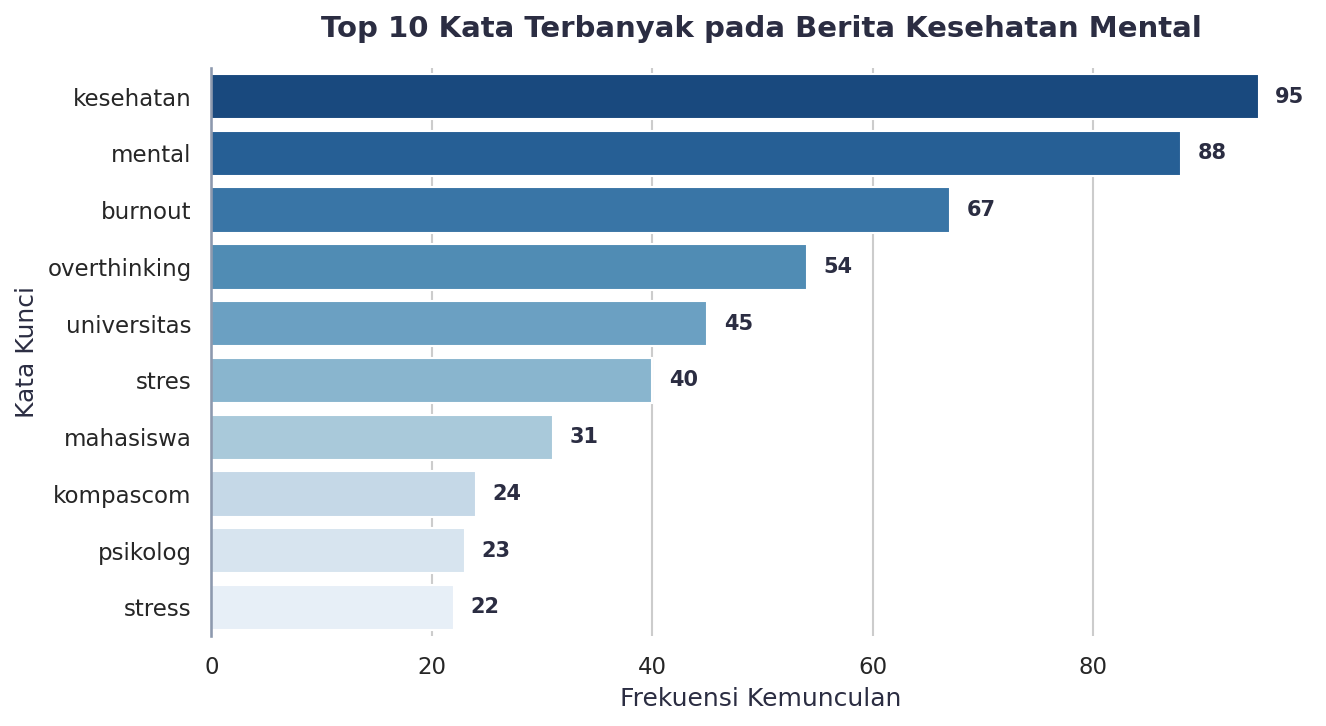 Top 10 Kata Terbanyak pada Berita Kesehatan Mental
Kata Kunci
kesehatan 95
mental 88
burnout 67
overthinking 54
universitas 45
stres 40
mahasiswa 31
kompascom 24
psikolog 23
stress 22
0 20 40 60 80
Frekuensi Kemunculan